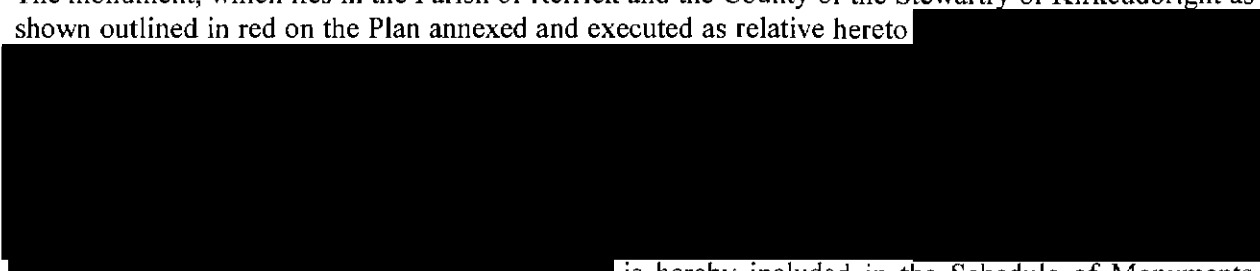 The monument, which lies in the Parish of Rerrick and the County of the Stewartry of Kirkcudbright as
shown outlined in red on the Plan annexed and executed as relative hereto
is hereby included in the Schedule of Monuments